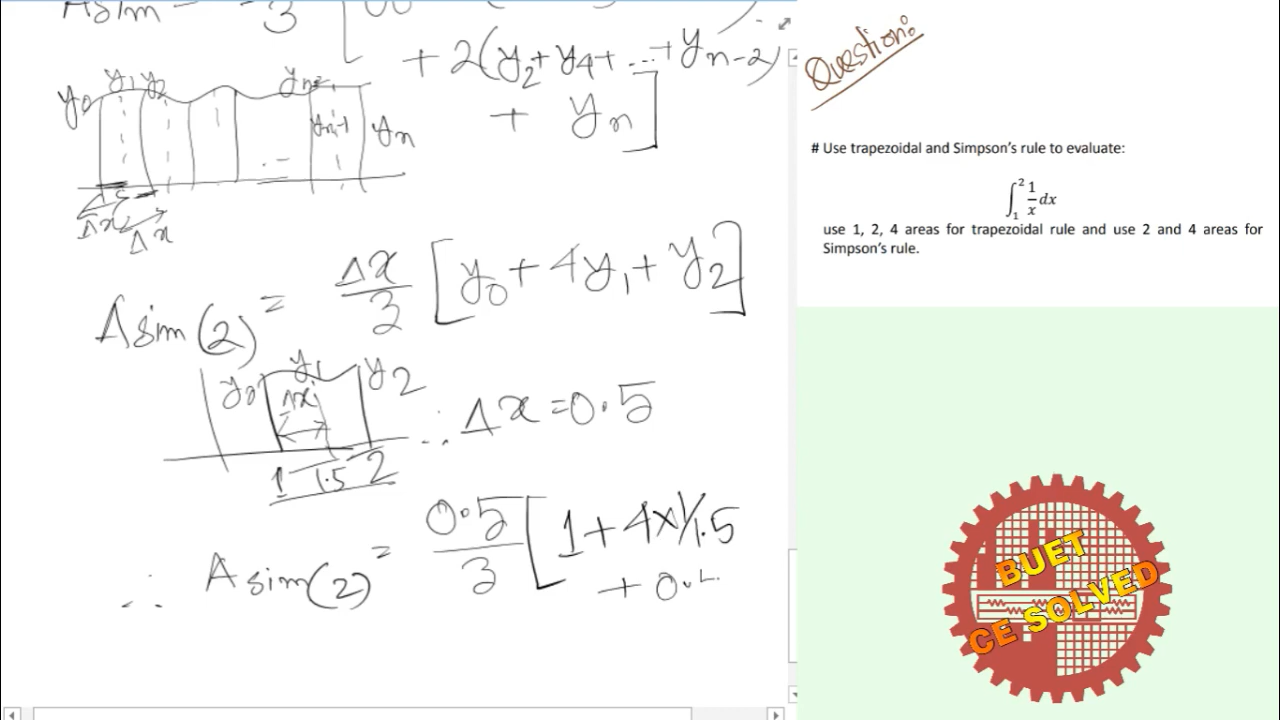 Asim = 3 [
+ 2(y2 + y4 + ... + yn-2)
+ yn ]
y0 y1 y2
yn-1 yn
Δx
Δx
Asim(2) = Δx/3 [y0 + 4y1 + y2]
y0 y1 y2
Δx
∴ Δx = 0.5
1 1.5 2
∴ Asim(2) = 0.5/3 [1 + 4×1/1.5
+ 0.
Question:
# Use trapezoidal and Simpson's rule to evaluate:
∫₁² 1/x dx
use 1, 2, 4 areas for trapezoidal rule and use 2 and 4 areas for
Simpson's rule.
BUET
CE SOLVED